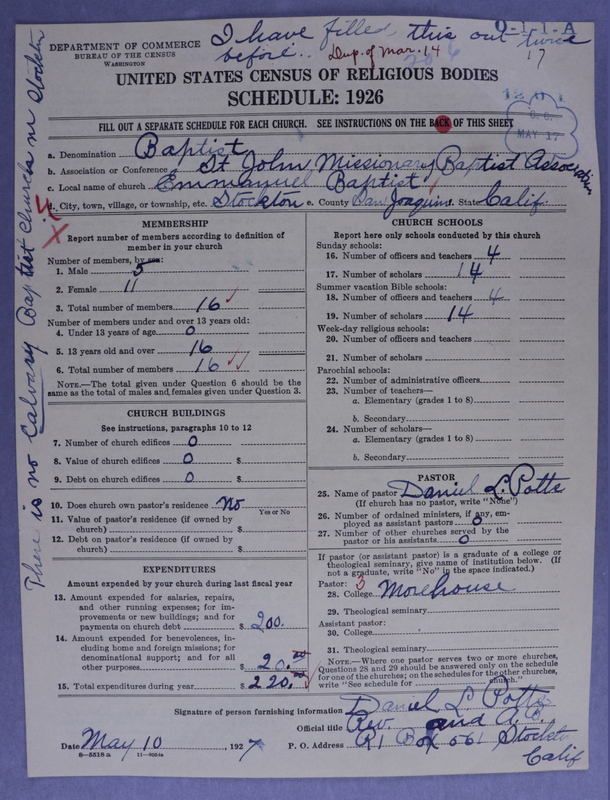 I have filled this out twice
before.. Dup. of Mar. 14
17
DEPARTMENT OF COMMERCE
BUREAU OF THE CENSUS
WASHINGTON
UNITED STATES CENSUS OF RELIGIOUS BODIES
SCHEDULE: 1926
MAY 17
FILL OUT A SEPARATE SCHEDULE FOR EACH CHURCH. SEE INSTRUCTIONS ON THE BACK OF THIS SHEET
a. Denomination Baptist
b. Association or Conference St John Missionary Baptist Association
c. Local name of church Emmanuel Baptist
d. City, town, village, or township, etc. Stockton e. County San Joaquin f. State Calif.
There is no Calvary Baptist Church in Stockton
MEMBERSHIP
Report number of members according to definition of
member in your church
Number of members, by sex:
1. Male 5
2. Female 11
3. Total number of members 16
Number of members under and over 13 years old:
4. Under 13 years of age 0
5. 13 years old and over 16
6. Total number of members 16
NOTE.—The total given under Question 6 should be the
same as the total of males and females given under Question 3.
CHURCH BUILDINGS
See instructions, paragraphs 10 to 12
7. Number of church edifices 0
8. Value of church edifices 0 $
9. Debt on church edifices 0 $
10. Does church own pastor's residence? no
Yes or No
11. Value of pastor's residence (if owned by
church) $
12. Debt on pastor's residence (if owned by
church) $
EXPENDITURES
Amount expended by your church during last fiscal year
13. Amount expended for salaries, repairs,
and other running expenses; for im-
provements or new buildings; and for
payments on church debt $ 200.
14. Amount expended for benevolences, in-
cluding home and foreign missions; for
denominational support; and for all
other purposes $ 20.00
15. Total expenditures during year $ 220.00
CHURCH SCHOOLS
Report here only schools conducted by this church
Sunday schools:
16. Number of officers and teachers 4
17. Number of scholars 14
Summer vacation Bible schools:
18. Number of officers and teachers 4
19. Number of scholars 14
Week-day religious schools:
20. Number of officers and teachers
21. Number of scholars
Parochial schools:
22. Number of administrative officers
23. Number of teachers—
a. Elementary (grades 1 to 8)
b. Secondary
24. Number of scholars—
a. Elementary (grades 1 to 8)
b. Secondary
PASTOR
25. Name of pastor Daniel L. Potts
(If church has no pastor, write "None")
26. Number of ordained ministers, if any, em-
ployed as assistant pastors 0
27. Number of other churches served by the
pastor or his assistants 0
If pastor (or assistant pastor) is a graduate of a college or
theological seminary, give name of institution below. (If
not a graduate, write "No" in the space indicated.)
Pastor: 3
28. College Morehouse
29. Theological seminary
Assistant pastor:
30. College
31. Theological seminary
NOTE.—Where one pastor serves two or more churches,
Questions 28 and 29 should be answered only on the schedule
for one of the churches; on the schedules for the other churches,
write "See schedule for church."
Signature of person furnishing information Daniel L. Potts
Official title Rev. and A.B.
Date May 10, 1927 P. O. Address R1 Box 561 Stockton
Calif
8—5518a